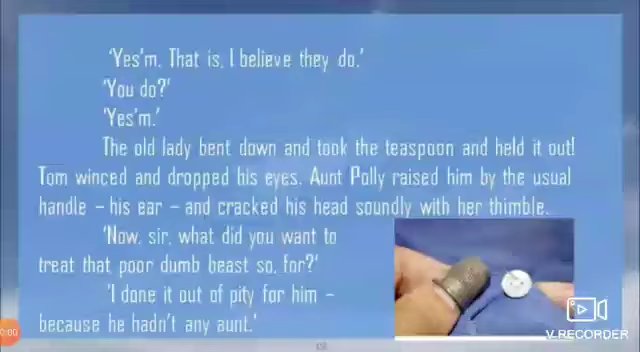 'Yes'm. That is, I believe they do.'
'You do?'
'Yes'm.'
The old lady bent down and took the teaspoon and held it out!
Tom winced and dropped his eyes. Aunt Polly raised him by the usual
handle – his ear – and cracked his head soundly with her thimble.
'Now, sir, what did you want to
treat that poor dumb beast so, for?'
'I done it out of pity for him –
because he hadn't any aunt.'
V.RECORDER